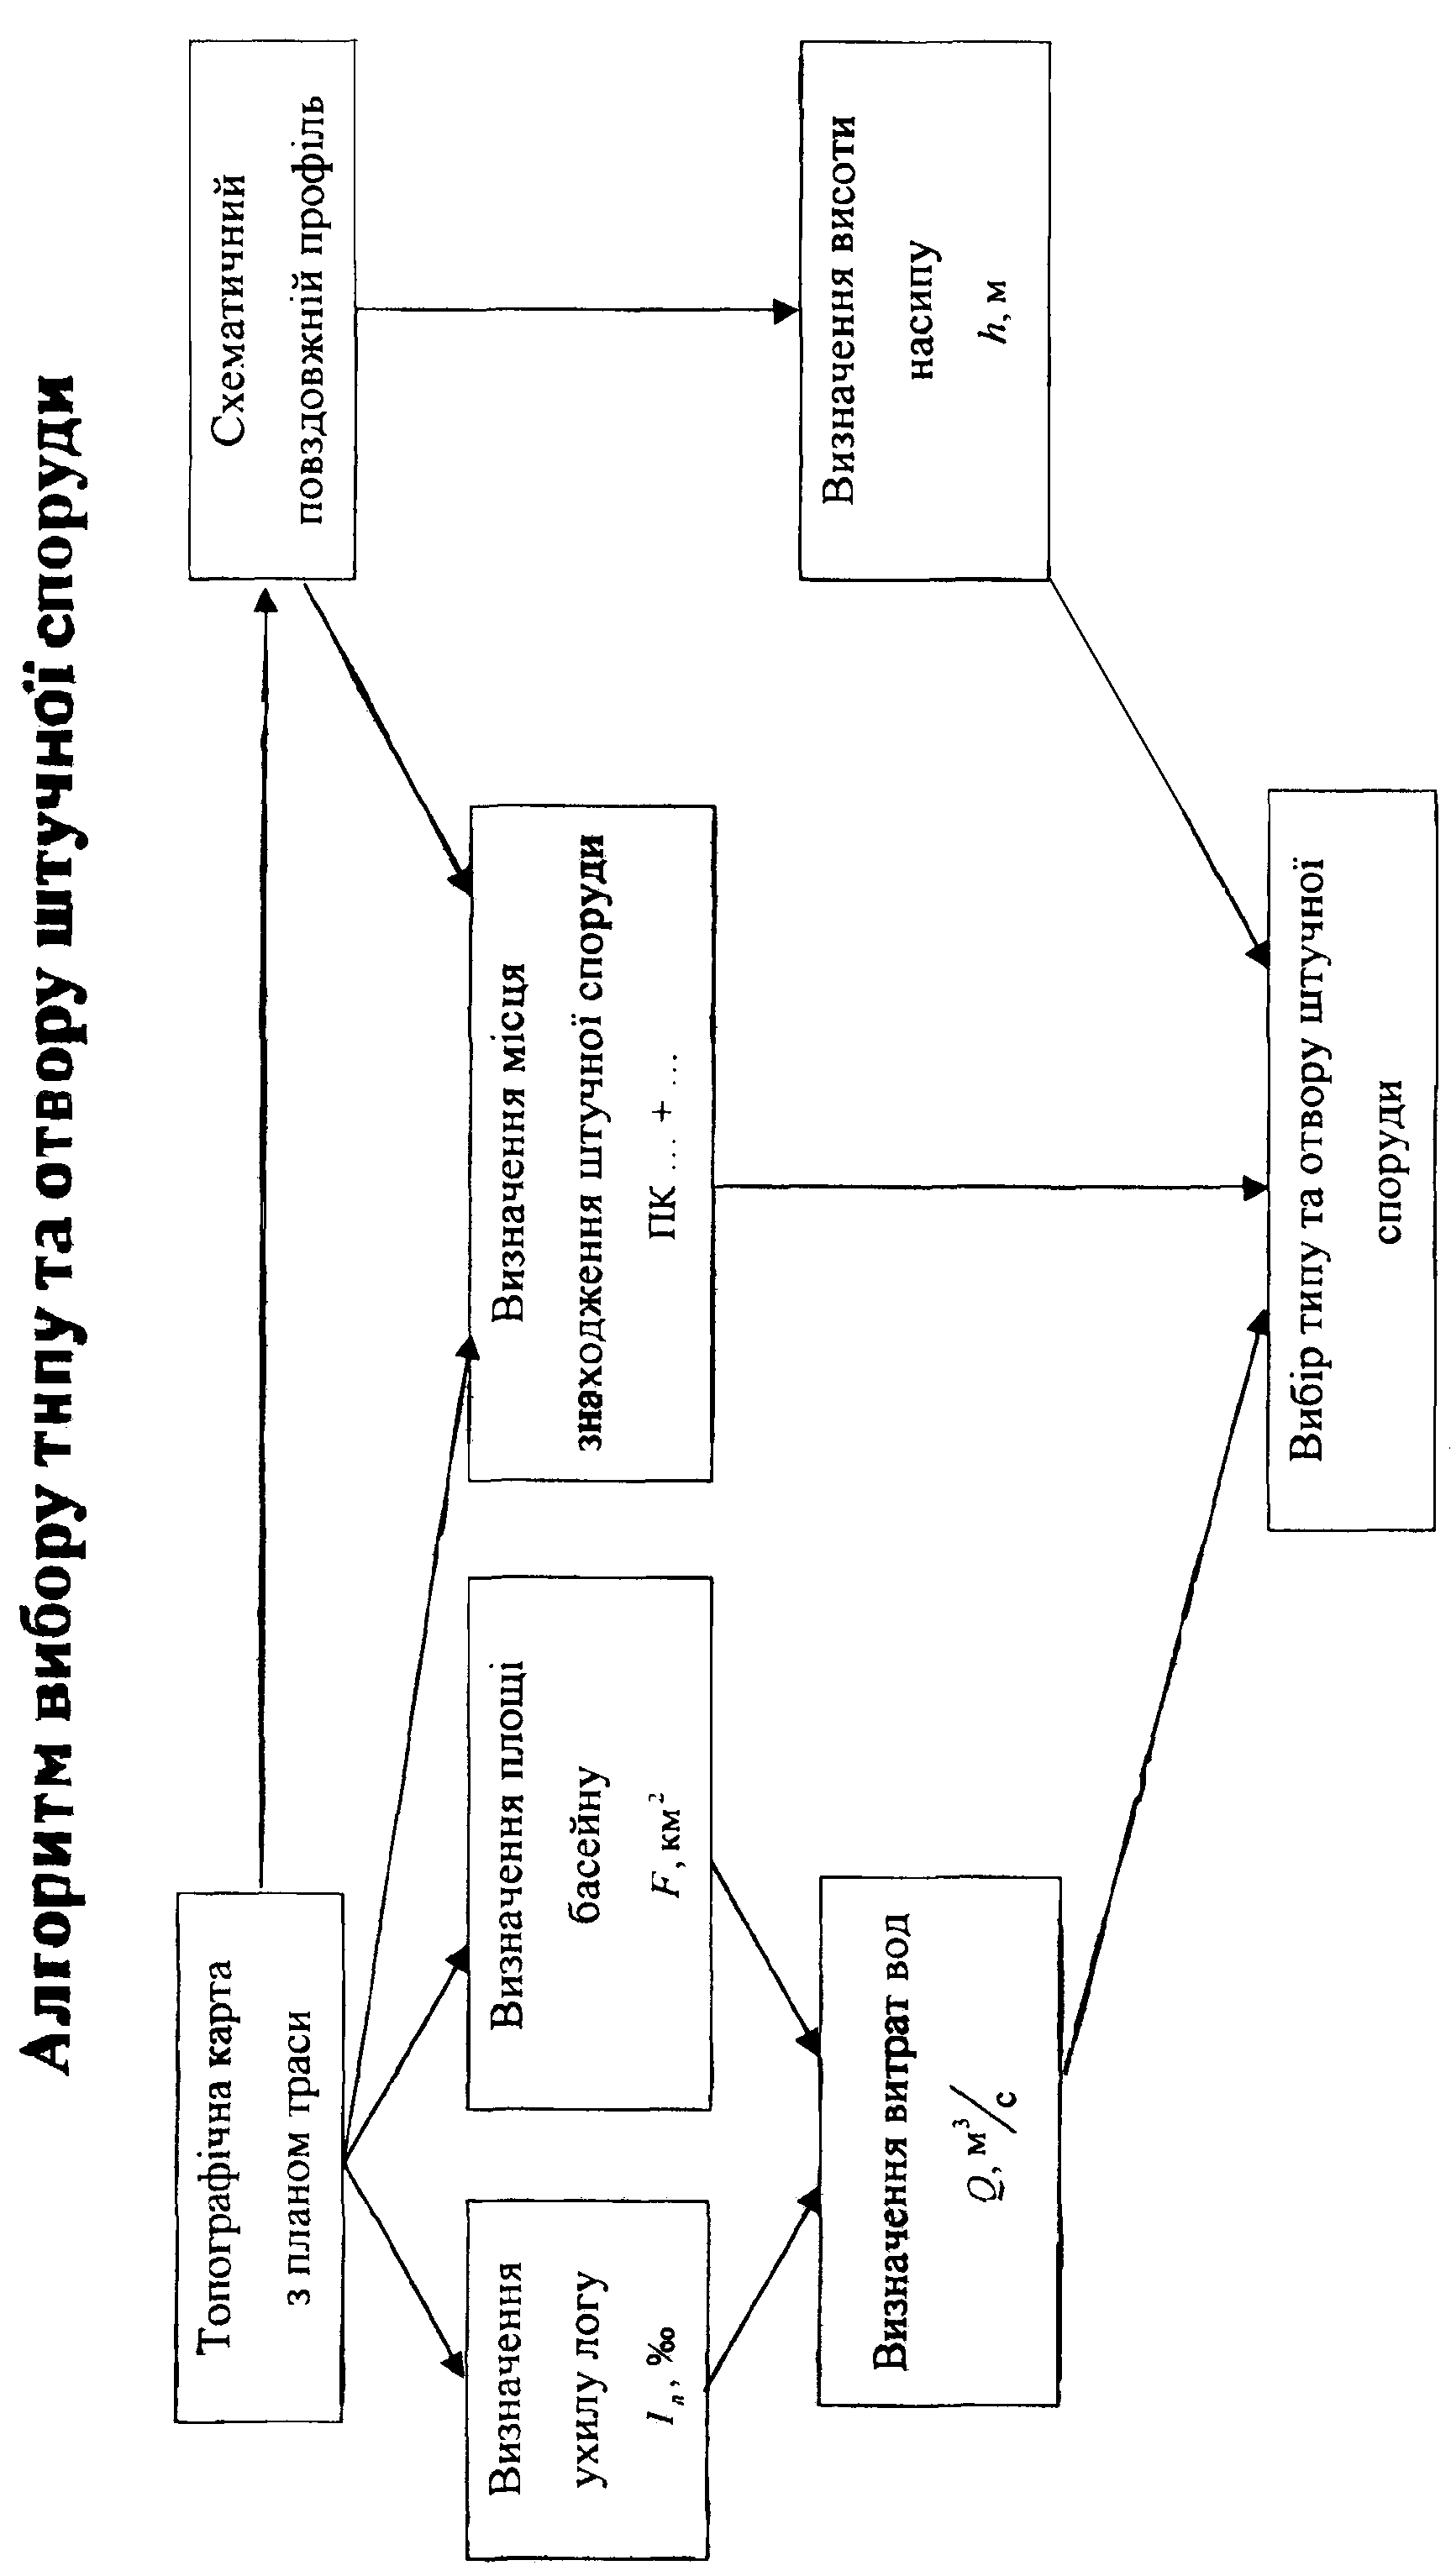 Алгоритм вибору тнпу та отвору штучної споруди
Топографічна карта
з планом траси
Схематичний
повздовжній профіль
Визначення
ухилу логу
I л, ‰
Визначення площі
басейну
F, км²
Визначення місця
знаходження штучної споруди
ПК … + …
Визначення витрат вод
Q, м³/с
Визначення висоти
насипу
h, м
Вибір типу та отвору штучної
споруди